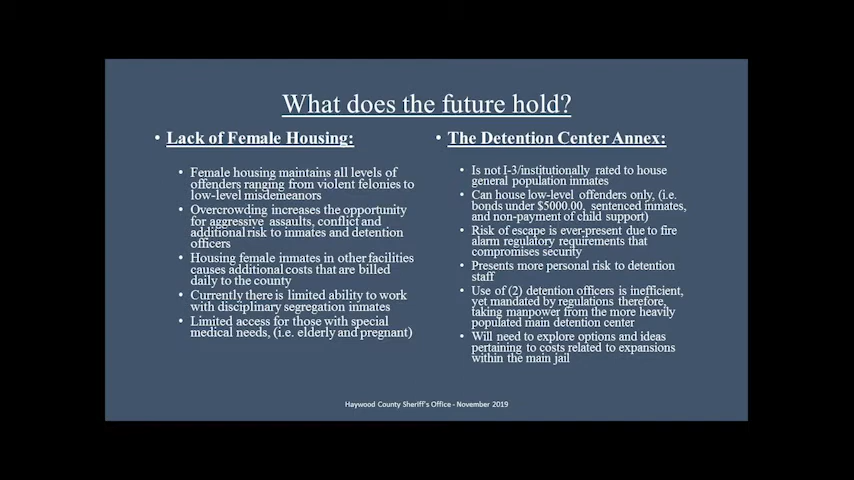 What does the future hold?
• Lack of Female Housing:
• Female housing maintains all levels of
offenders ranging from violent felonies to
low-level misdemeanors
• Overcrowding increases the opportunity
for aggressive assaults, conflict and
additional risk to inmates and detention
officers
• Housing female inmates in other facilities
causes additional costs that are billed
daily to the county
• Currently there is limited ability to work
with disciplinary segregation inmates
• Limited access for those with special
medical needs, (i.e. elderly and pregnant)
• The Detention Center Annex:
• Is not I-3/institutionally rated to house
general population inmates
• Can house low-level offenders only, (i.e.
bonds under $5000.00, sentenced inmates,
and non-payment of child support)
• Risk of escape is ever-present due to fire
alarm regulatory requirements that
compromises security
• Presents more personal risk to detention
staff
• Use of (2) detention officers is inefficient,
yet mandated by regulations therefore,
taking manpower from the more heavily
populated main detention center
• Will need to explore options and ideas
pertaining to costs related to expansions
within the main jail
Haywood County Sheriff's Office - November 2019